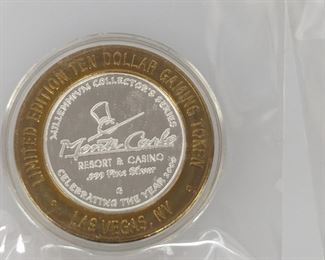 LIMITED EDITION TEN DOLLAR GAMING TOKEN
MILLENNIUM COLLECTOR'S SERIES
Monte Carlo
RESORT & CASINO
.999 Fine Silver
G
CELEBRATING THE YEAR 2000
LAS VEGAS, NV